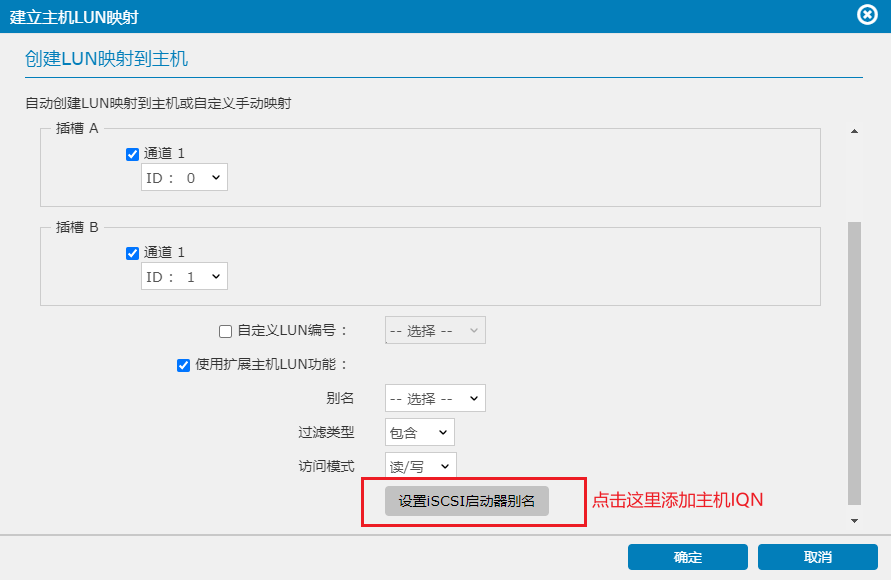 建立主机LUN映射
创建LUN映射到主机
自动创建LUN映射到主机或自定义手动映射
插槽 A
通道 1
ID： 0
插槽 B
通道 1
ID： 1
自定义LUN编号： -- 选择 --
使用扩展主机LUN功能：
别名 -- 选择 --
过滤类型 包含
访问模式 读/写
设置iSCSI启动器别名 点击这里添加主机IQN
确定 取消